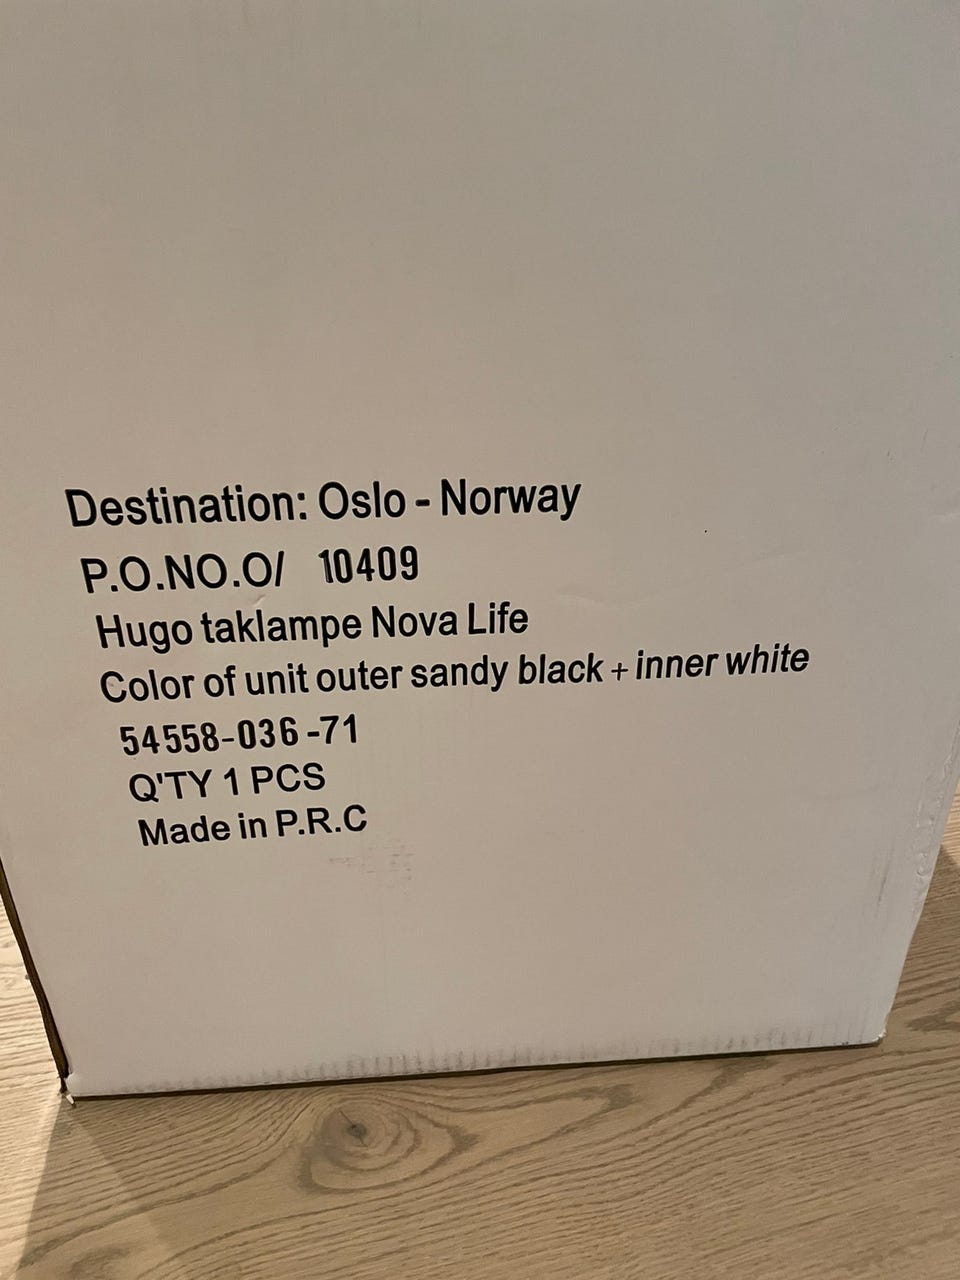 Destination: Oslo - Norway
P.O.NO.O/ 10409
Hugo taklampe Nova Life
Color of unit outer sandy black + inner white
54558-036-71
Q'TY 1 PCS
Made in P.R.C